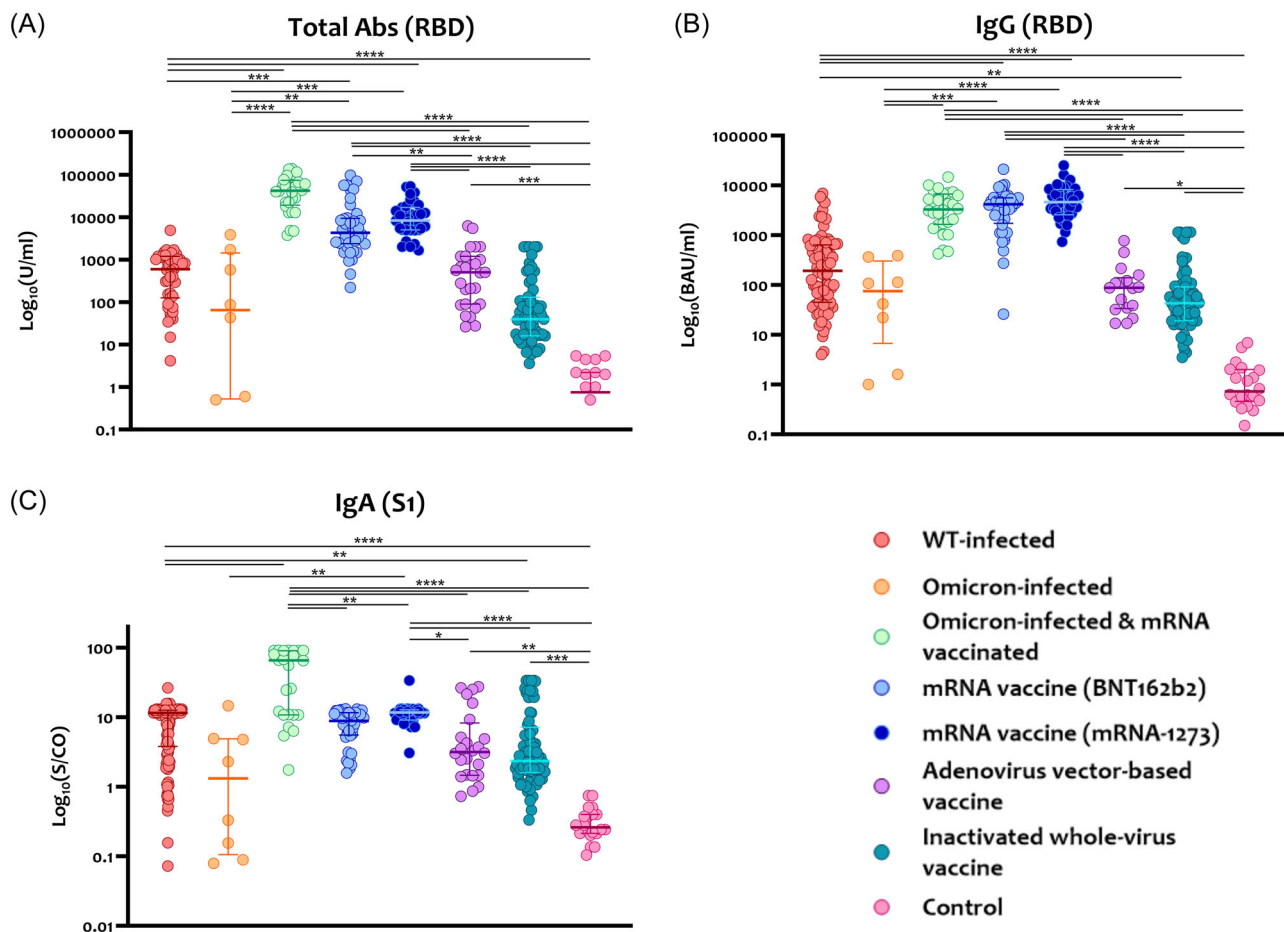 (A)
Total Abs (RBD)
****
***
***
**
****
****
****
**
****
***
Log₁₀(U/ml)
1000000
100000
10000
1000
100
10
1
0.1
(B)
IgG (RBD)
****
**
****
***
****
****
****
*
Log₁₀(BAU/ml)
100000
10000
1000
100
10
1
0.1
(C)
IgA (S1)
****
**
**
****
**
****
*
**
***
Log₁₀(S/CO)
100
10
1
0.1
0.01
WT-infected
Omicron-infected
Omicron-infected & mRNA
vaccinated
mRNA vaccine (BNT162b2)
mRNA vaccine (mRNA-1273)
Adenovirus vector-based
vaccine
Inactivated whole-virus
vaccine
Control